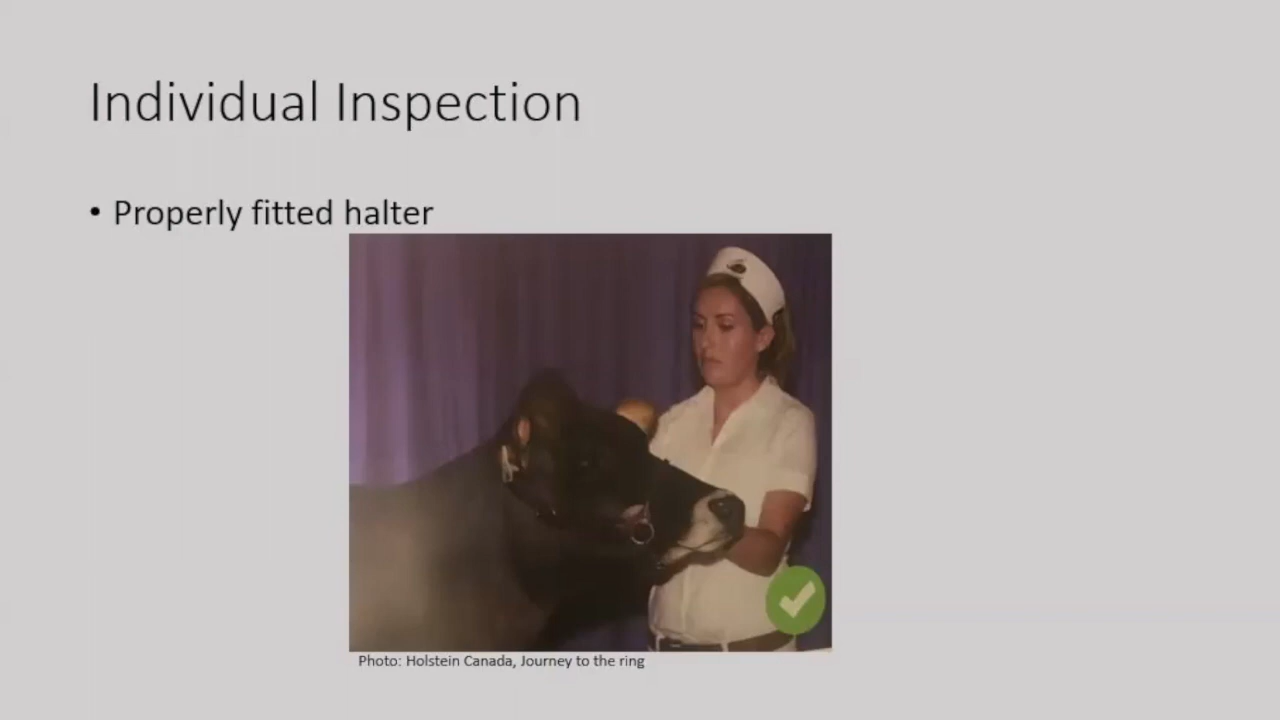 Individual Inspection
• Properly fitted halter
Photo: Holstein Canada, Journey to the ring